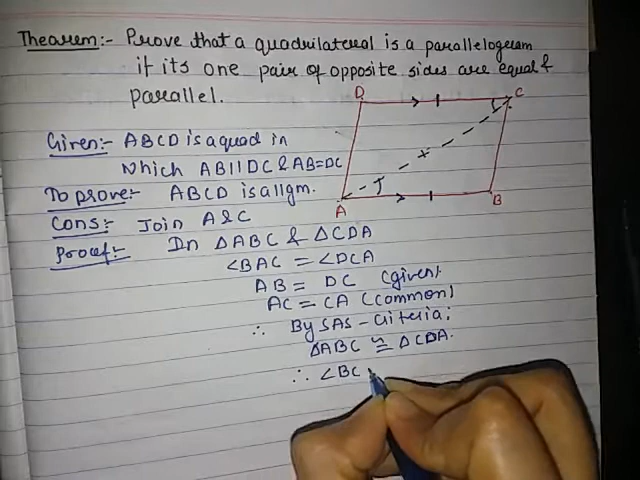 Thearem:- Prove that a quadrilateral is a parallelogram
if its one pair of opposite sides are equal &
parallel.
D
C
Given:- ABCD is a quad in
which AB || DC & AB = DC
To prove:- ABCD is a llgm.
A
B
Cons:- Join A & C
Proof:- In ΔABC & ΔCDA
∠BAC = ∠DCA
AB = DC (given)
AC = CA (common)
∴ By SAS - Criteria;
ΔABC ≅ ΔCDA.
∴ ∠BC